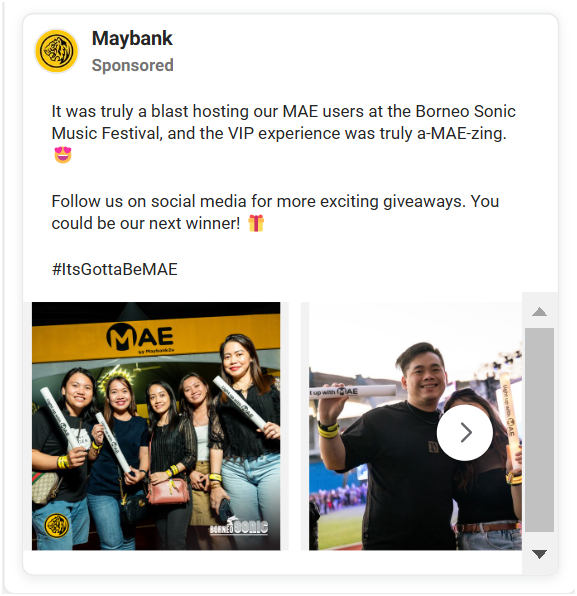 Maybank
Sponsored
It was truly a blast hosting our MAE users at the Borneo Sonic
Music Festival, and the VIP experience was truly a-MAE-zing.
😍
Follow us on social media for more exciting giveaways. You
could be our next winner! 🎁
#ItsGottaBeMAE
MAE
by Maybank2u
BORNEO SONIC
t up with MAE
MAE